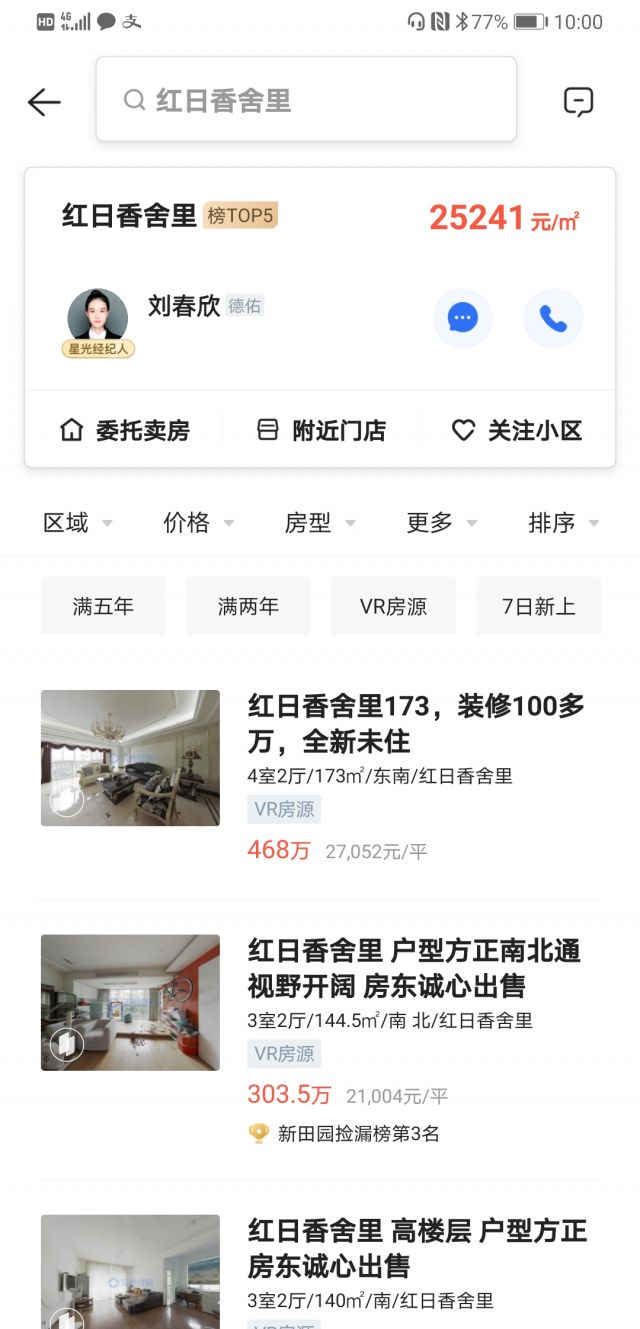 HD 4G 77% 10:00
红日香舍里
红日香舍里 榜TOP5 25241元/㎡
刘春欣 德佑
星光经纪人
委托卖房 附近门店 关注小区
区域 价格 房型 更多 排序
满五年 满两年 VR房源 7日新上
红日香舍里173，装修100多
万，全新未住
4室2厅/173㎡/东南/红日香舍里
VR房源
468万 27,052元/平
红日香舍里 户型方正南北通
视野开阔 房东诚心出售
3室2厅/144.5㎡/南 北/红日香舍里
VR房源
303.5万 21,004元/平
新田园捡漏榜第3名
红日香舍里 高楼层 户型方正
房东诚心出售
3室2厅/140㎡/南/红日香舍里
VR房源